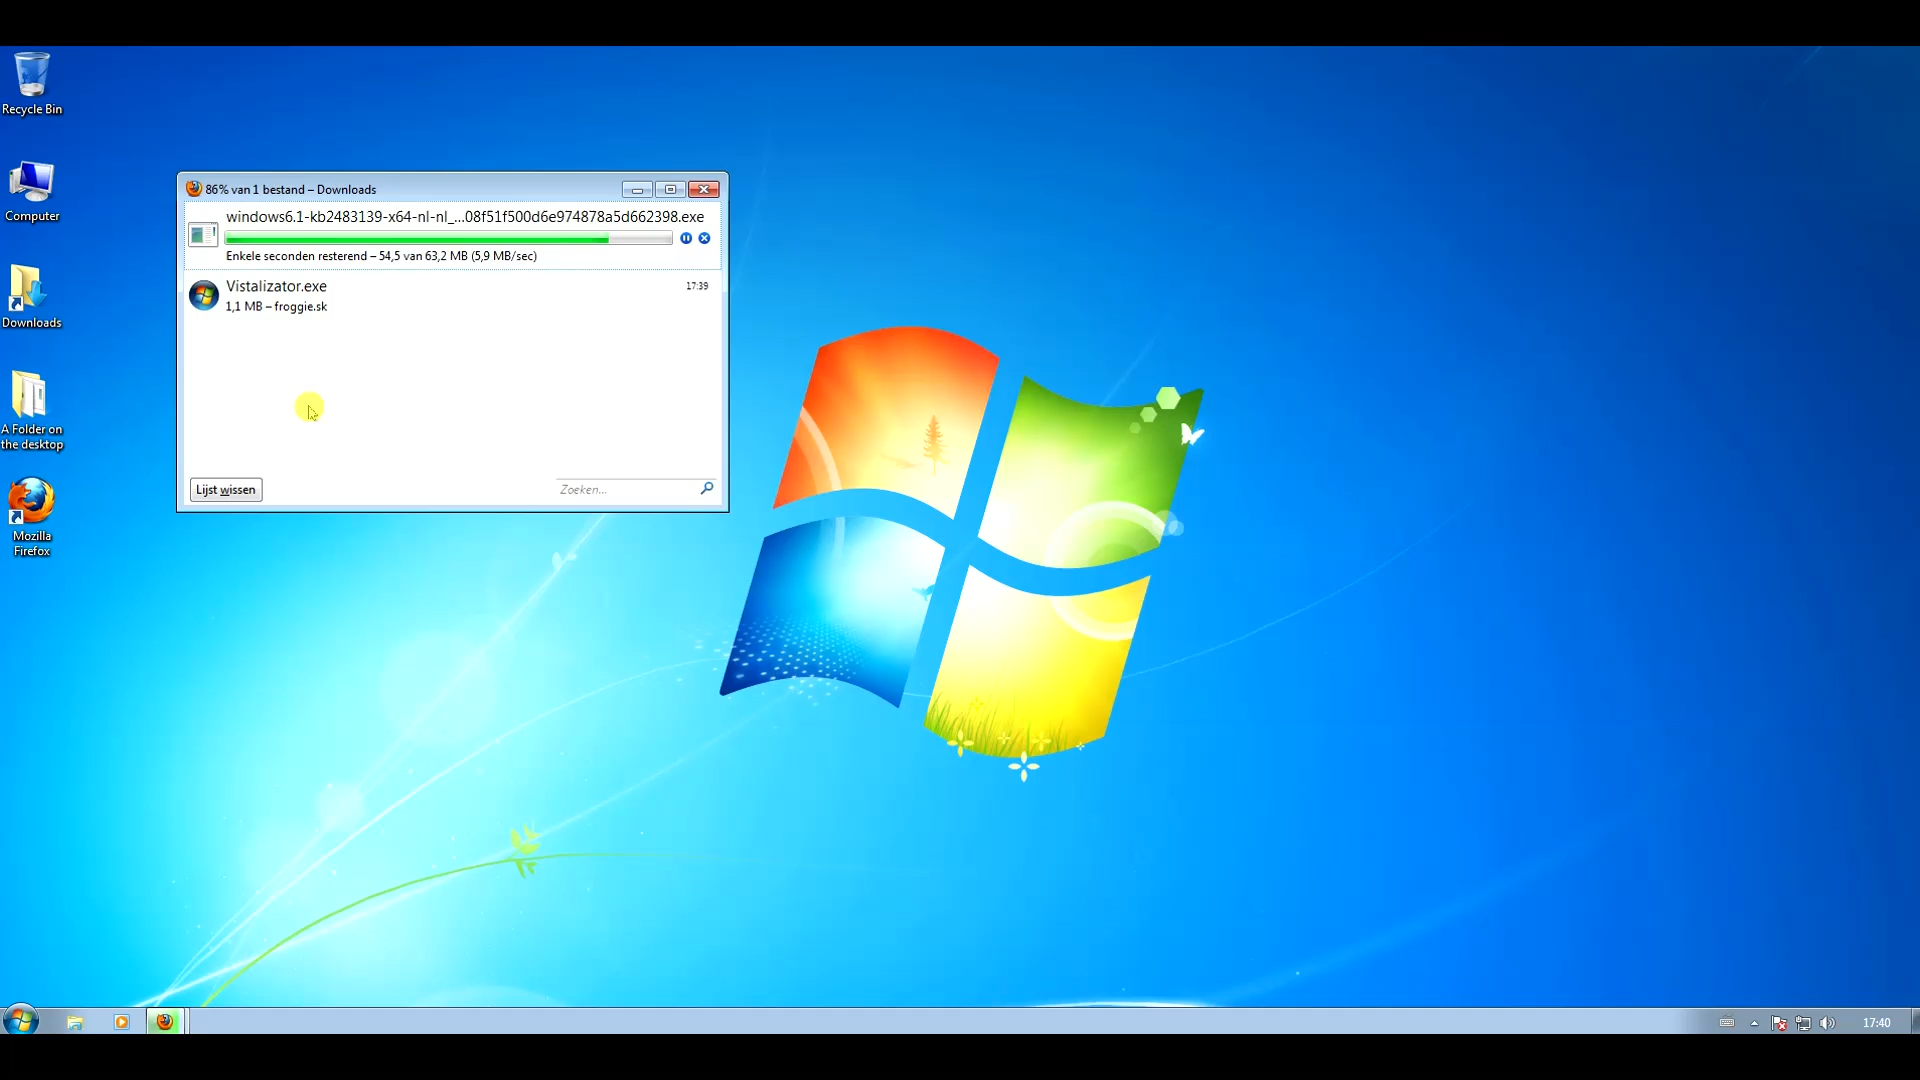 Recycle Bin
Computer
Downloads
A Folder on
the desktop
Mozilla
Firefox
86% van 1 bestand – Downloads
windows6.1-kb2483139-x64-nl-nl_...08f51f500d6e974878a5d662398.exe
Enkele seconden resterend – 54,5 van 63,2 MB (5,9 MB/sec)
Vistalizator.exe
17:39
1,1 MB – froggie.sk
Lijst wissen
Zoeken...
17:40